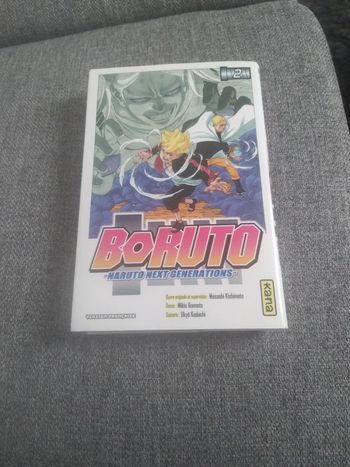 2
BORUTO
-NARUTO NEXT GENERATIONS-
Œuvre originale et supervision : Masashi Kishimoto
Dessin : Mikio Ikemoto
Scénario : Ukyô Kodachi
VERSION FRANÇAISE
kana